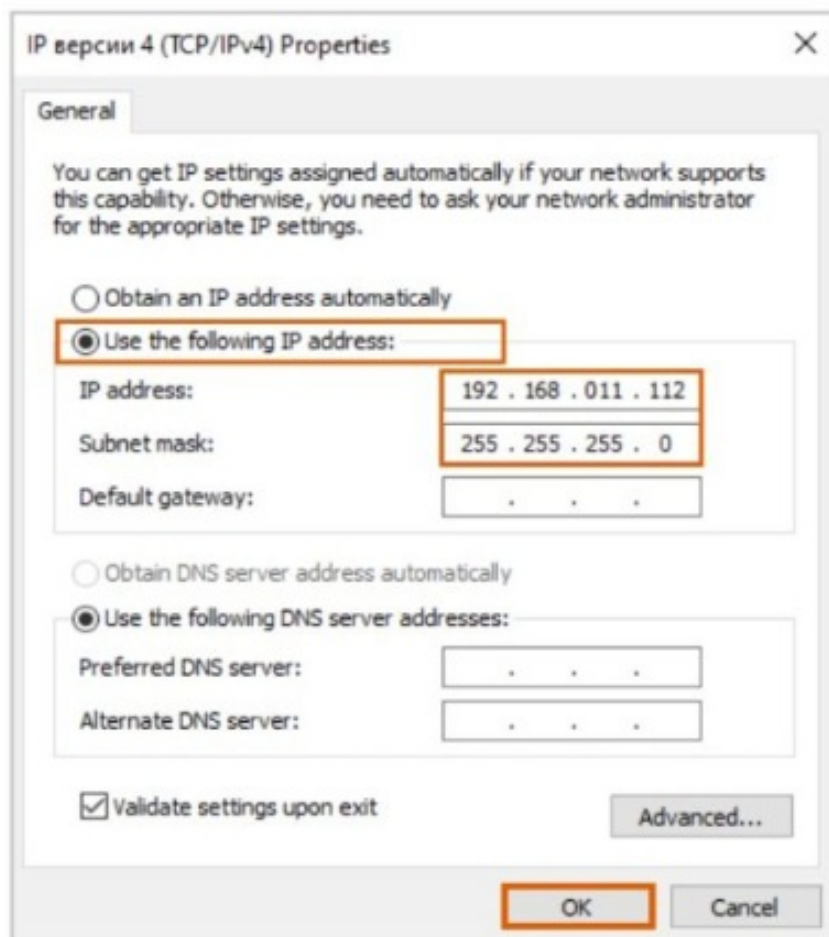 IP версии 4 (TCP/IPv4) Properties
General
You can get IP settings assigned automatically if your network supports
this capability. Otherwise, you need to ask your network administrator
for the appropriate IP settings.
Obtain an IP address automatically
Use the following IP address:
IP address: 192 . 168 . 011 . 112
Subnet mask: 255 . 255 . 255 . 0
Default gateway: . . .
Obtain DNS server address automatically
Use the following DNS server addresses:
Preferred DNS server: . . .
Alternate DNS server: . . .
Validate settings upon exit
Advanced...
OK Cancel